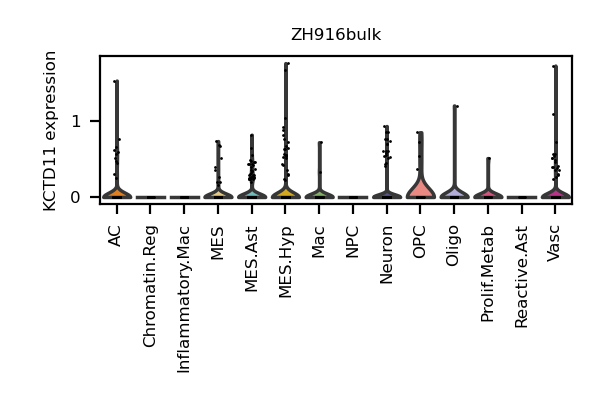 ZH916bulk
KCTD11 expression
1
0
AC
Chromatin.Reg
Inflammatory.Mac
MES
MES.Ast
MES.Hyp
Mac
NPC
Neuron
OPC
Oligo
Prolif.Metab
Reactive.Ast
Vasc